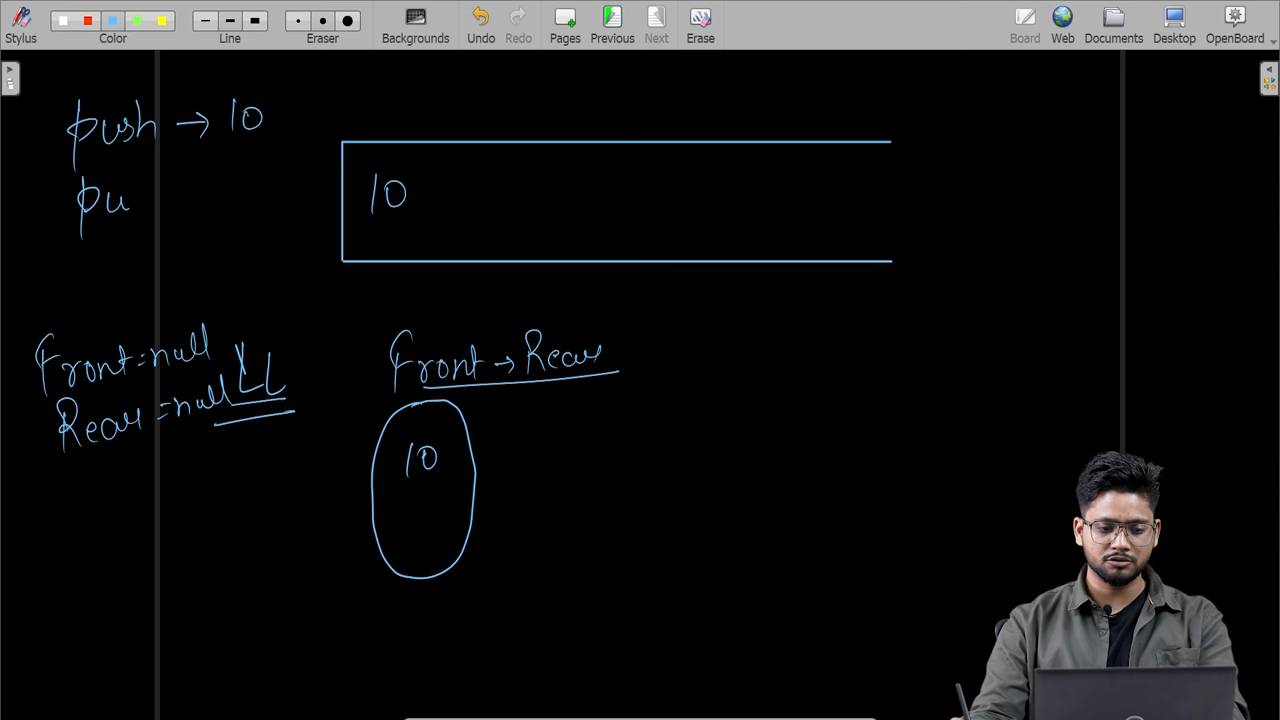 Stylus
Color
Line
Eraser
Backgrounds
Undo
Redo
Pages
Previous
Next
Erase
Board
Web
Documents
Desktop
OpenBoard
push → 10
pu
10
Front=null
Rear=null
LL
Front → Rear
10